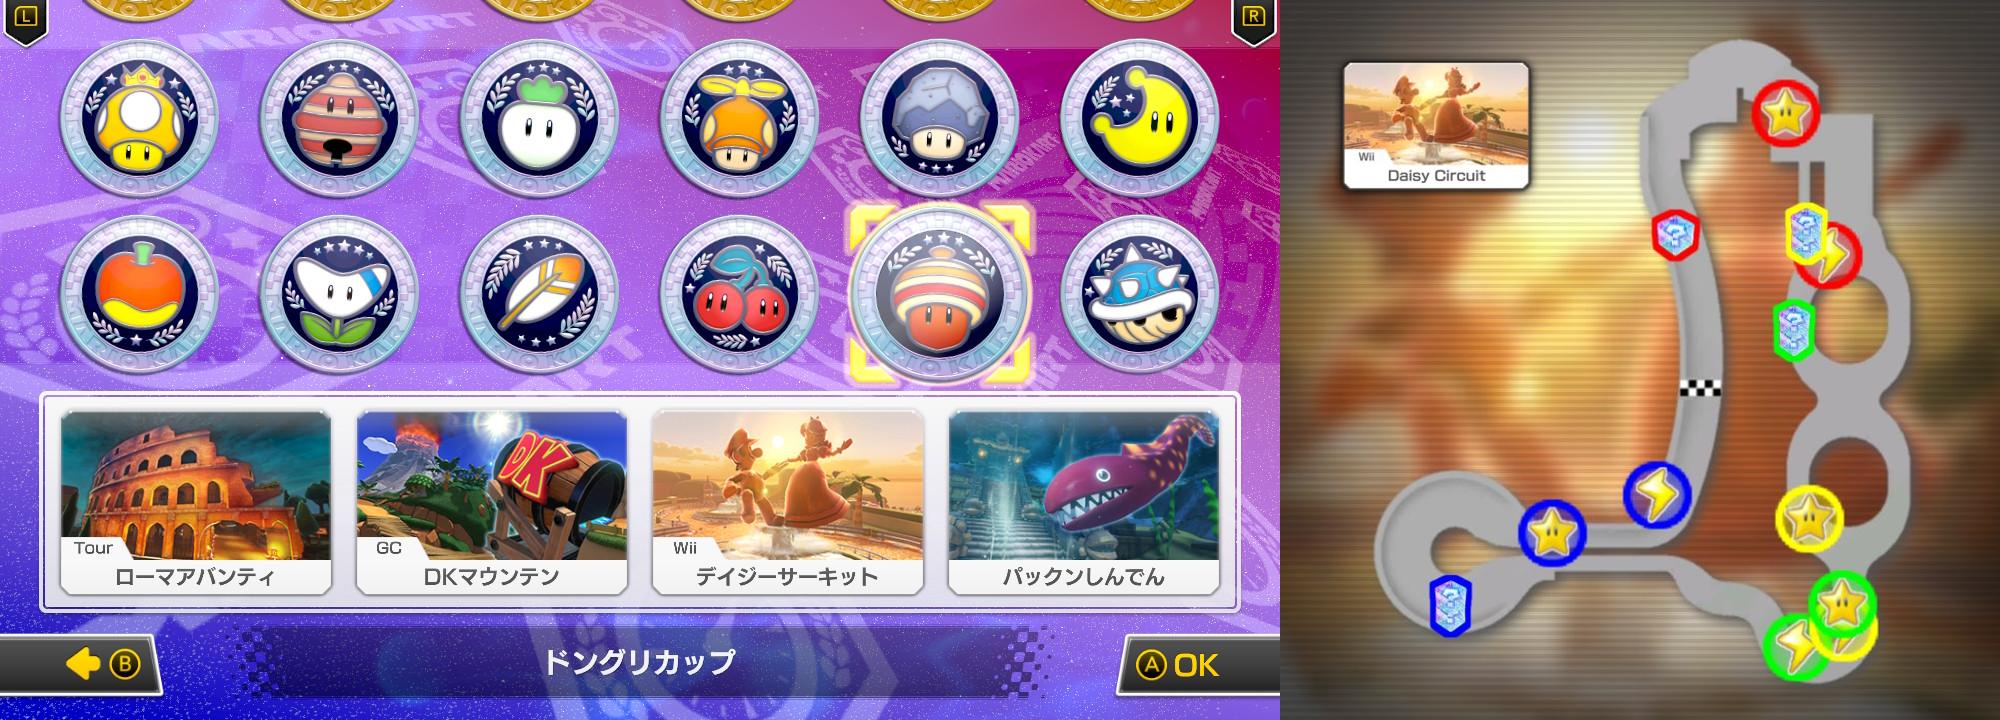 L
R
MARIOKART
DK
Tour
ローマアバンティ
GC
DKマウンテン
Wii
デイジーサーキット
パックンしんでん
B
ドングリカップ
A OK
Wii
Daisy Circuit